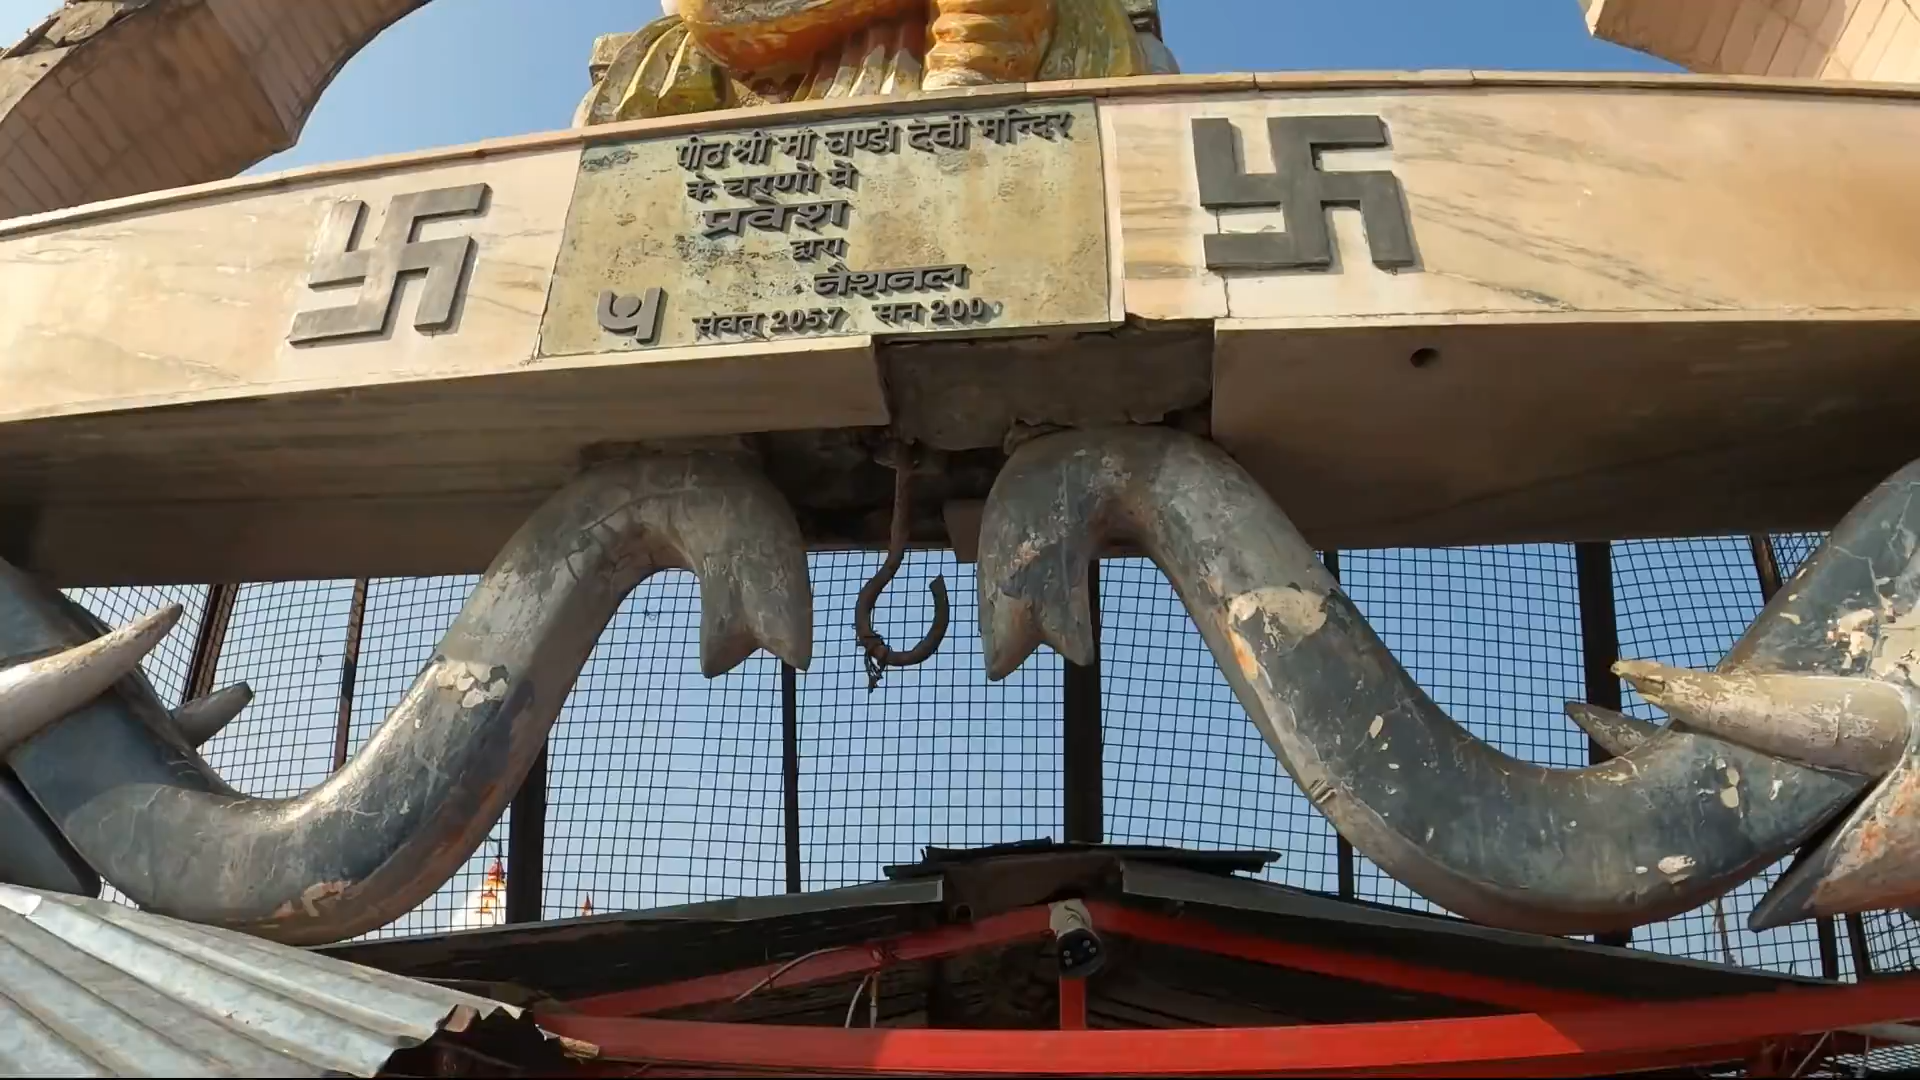 पीठ श्री माँ चण्डी देवी मन्दिर
के चरणों में
प्रवेश
द्वारा
नैशनल
संवत् 2057 सन 200